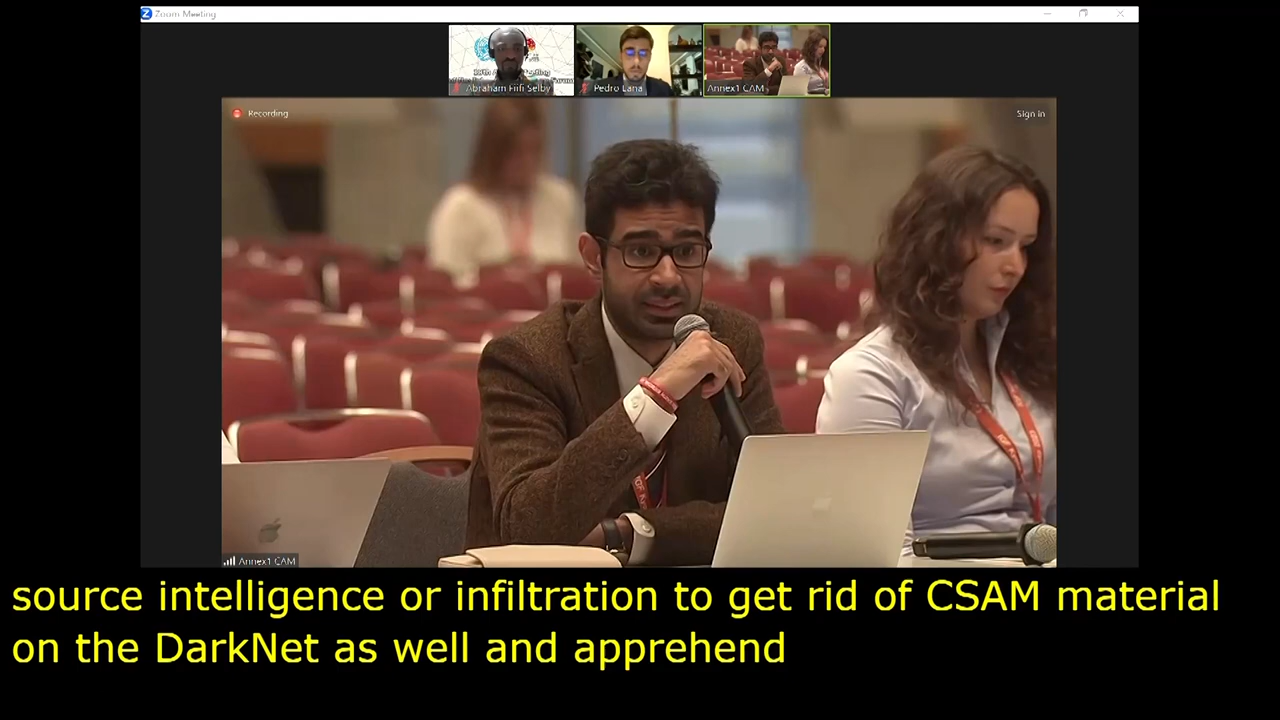 Zoom Meeting
Abraham Fiifi Selby
Pedro Lana
Annex1 CAM
Recording
Sign in
Annex1 CAM
source intelligence or infiltration to get rid of CSAM material
on the DarkNet as well and apprehend